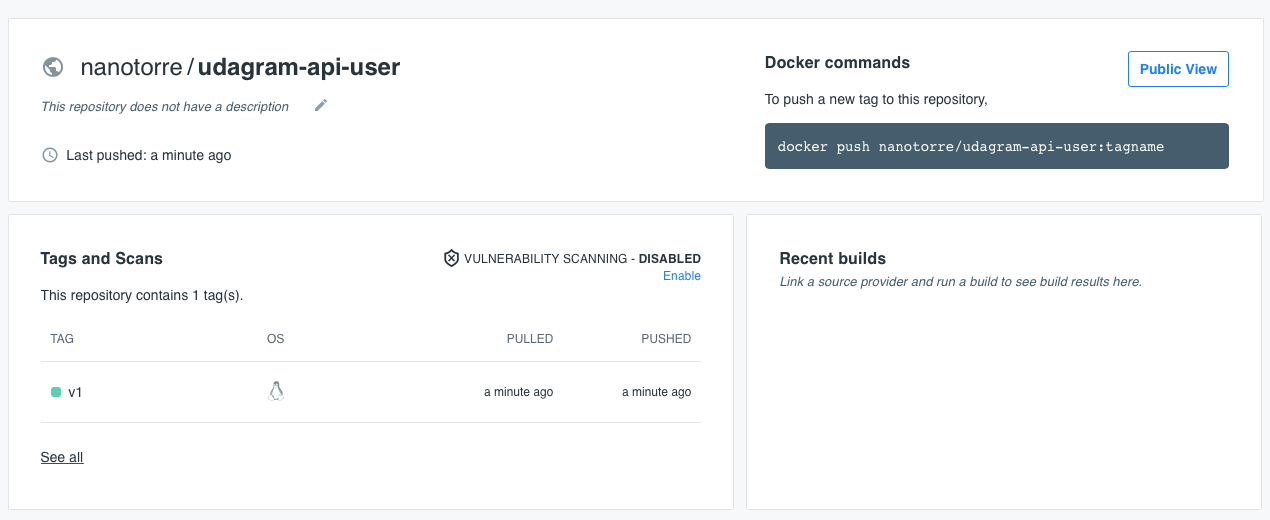 nanotorre / udagram-api-user
This repository does not have a description
Last pushed: a minute ago
Docker commands
Public View
To push a new tag to this repository,
docker push nanotorre/udagram-api-user:tagname
Tags and Scans
VULNERABILITY SCANNING - DISABLED
Enable
This repository contains 1 tag(s).
TAG OS PULLED PUSHED
v1 a minute ago a minute ago
See all
Recent builds
Link a source provider and run a build to see build results here.